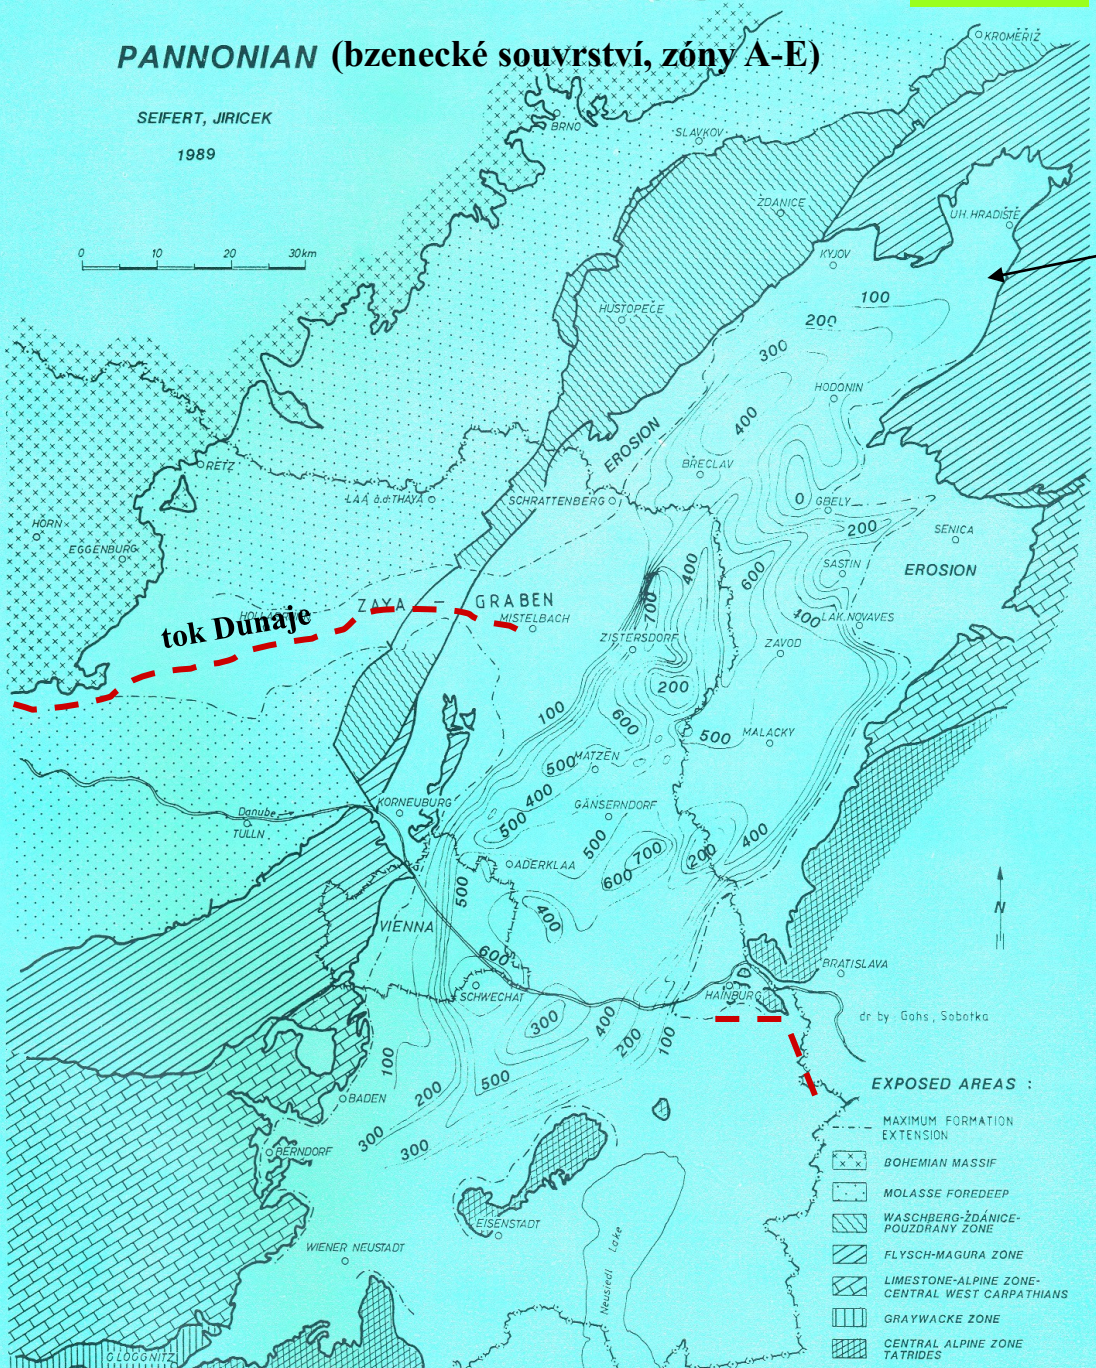 PANNONIAN (bzenecké souvrství, zóny A-E)
SEIFERT, JIRICEK
1989
0 10 20 30km
KROMĚŘÍŽ
BRNO
SLAVKOV
ŽDANICE
UH. HRADIŠTĚ
KYJOV
100
200
HUSTOPEČE
300
HODONIN
400
EROSION
BŘECLAV
RETZ
LAA a.d. THAYA
SCHRATTENBERG
0
GBELY
200
SENICA
HORN
EGGENBURG
400
600
SASTIN
EROSION
ZAYA – GRABEN
700
tok Dunaje
MISTELBACH
400
LAK. NOVAVES
ZISTERSDORF
ZAVOD
200
100
600
500
MALACKY
500
MATZEN
400
KORNEUBURG
GÄNSERNDORF
Danube
TULLN
500
500
700
200
400
ADERKLAA
600
500
VIENNA
400
600
SCHWECHAT
BRATISLAVA
HAINBURG
N
dr by: Gohs, Sobotka
300
400
200
100
100
500
200
BADEN
300
300
BERNDORF
EISENSTADT
WIENER NEUSTADT
Neusiedl Lake
GLOGGNITZ
EXPOSED AREAS :
MAXIMUM FORMATION
EXTENSION
BOHEMIAN MASSIF
MOLASSE FOREDEEP
WASCHBERG-ŽDÁNICE-
POUZDRANY ZONE
FLYSCH-MAGURA ZONE
LIMESTONE-ALPINE ZONE-
CENTRAL WEST CARPATHIANS
GRAYWACKE ZONE
CENTRAL ALPINE ZONE
TATRIDES